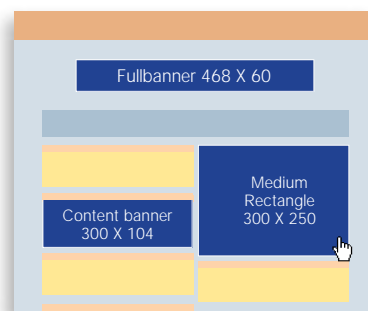 Fullbanner 468 X 60
Medium
Rectangle
300 X 250
Content banner
300 X 104